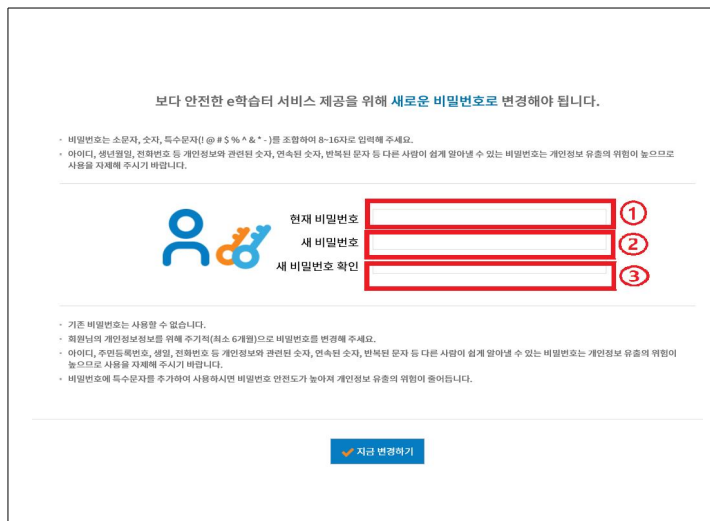 보다 안전한 e학습터 서비스 제공을 위해 새로운 비밀번호로 변경해야 됩니다.
· 비밀번호는 소문자, 숫자, 특수문자(! @ # $ % ^ & * - )를 조합하여 8~16자로 입력해 주세요.
· 아이디, 생년월일, 전화번호 등 개인정보와 관련된 숫자, 연속된 숫자, 반복된 문자 등 다른 사람이 쉽게 알아낼 수 있는 비밀번호는 개인정보 유출의 위험이 높으므로
사용을 자제해 주시기 바랍니다.
현재 비밀번호 ①
새 비밀번호 ②
새 비밀번호 확인 ③
· 기존 비밀번호는 사용할 수 없습니다.
· 회원님의 개인정보정보를 위해 주기적(최소 6개월)으로 비밀번호를 변경해 주세요.
· 아이디, 주민등록번호, 생일, 전화번호 등 개인정보와 관련된 숫자, 연속된 숫자, 반복된 문자 등 다른 사람이 쉽게 알아낼 수 있는 비밀번호는 개인정보 유출의 위험이
높으므로 사용을 자제해 주시기 바랍니다.
· 비밀번호에 특수문자를 추가하여 사용하시면 비밀번호 안전도가 높아져 개인정보 유출의 위험이 줄어듭니다.
지금 변경하기